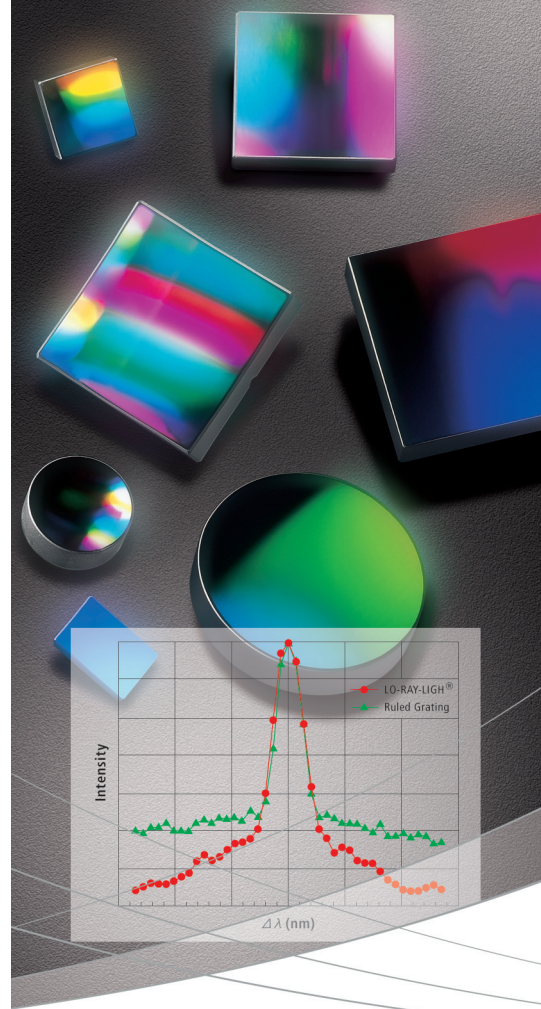 LO-RAY-LIGH®
Ruled Grating
Intensity
Δλ (nm)